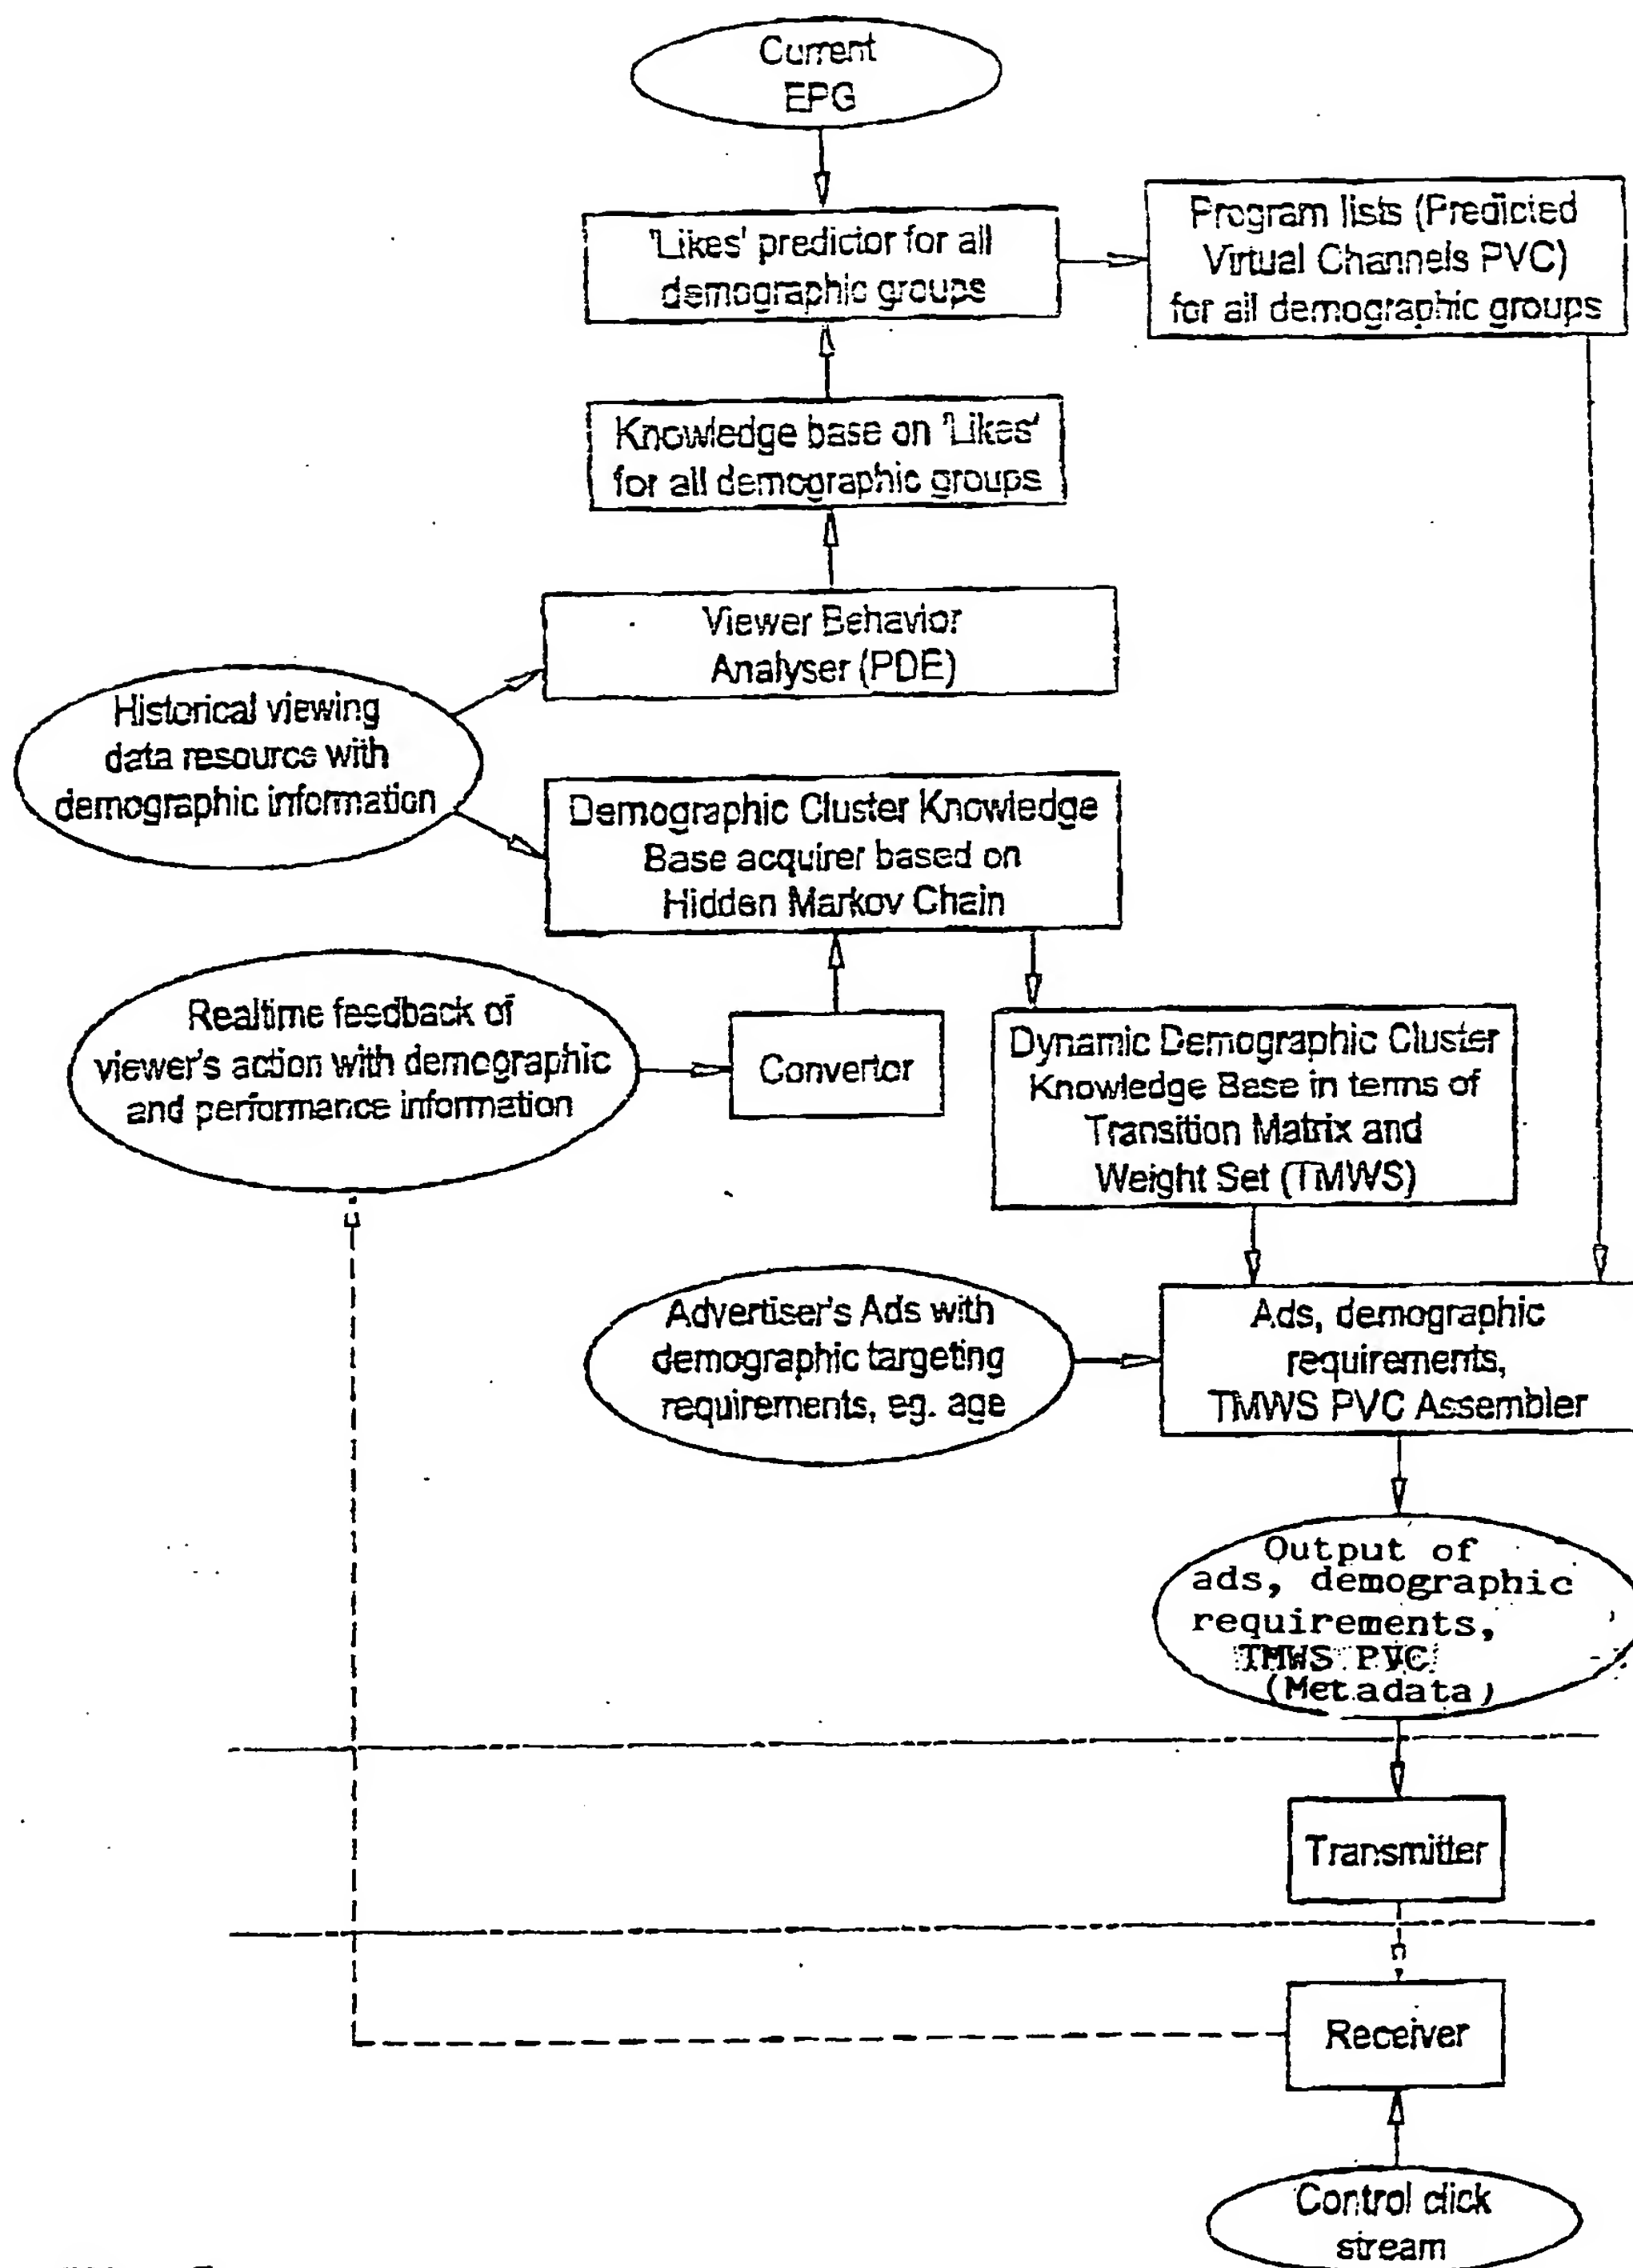 Current
EPG
'Likes' predictor for all
demographic groups
Program lists (Predicted
Virtual Channels PVC)
for all demographic groups
Knowledge base on 'Likes'
for all demographic groups
Viewer Behavior
Analyser (PDE)
Historical viewing
data resource with
demographic information
Demographic Cluster Knowledge
Base acquirer based on
Hidden Markov Chain
Realtime feedback of
viewer's action with demographic
and performance information
Convertor
Dynamic Demographic Cluster
Knowledge Base in terms of
Transition Matrix and
Weight Set (TMWS)
Advertiser's Ads with
demographic targeting
requirements, eg. age
Ads, demographic
requirements,
TMWS PVC Assembler
Output of
ads, demographic
requirements,
TMWS PVC
(Metadata)
Transmitter
Receiver
Control click
stream